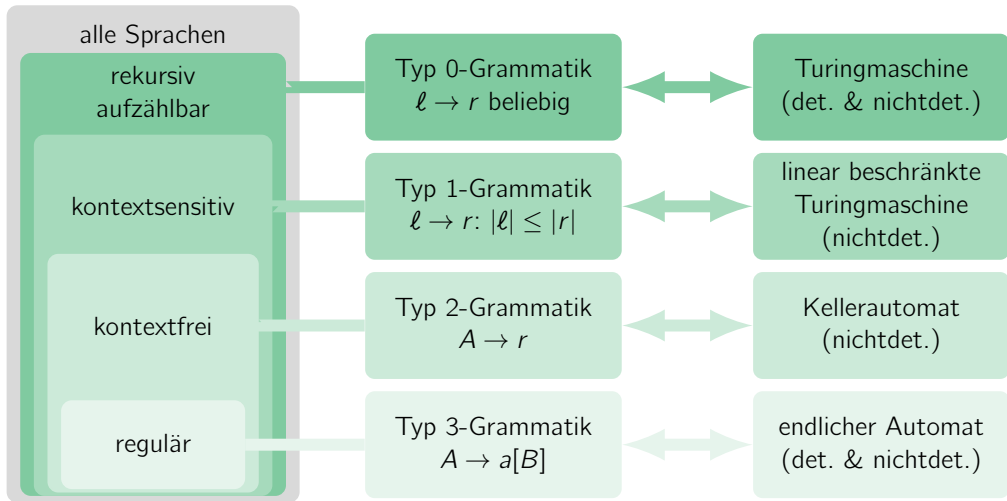 alle Sprachen
rekursiv
aufzählbar
kontextsensitiv
kontextfrei
regulär
Typ 0-Grammatik
ℓ → r beliebig
Turingmaschine
(det. & nichtdet.)
Typ 1-Grammatik
ℓ → r: |ℓ| ≤ |r|
linear beschränkte
Turingmaschine
(nichtdet.)
Typ 2-Grammatik
A → r
Kellerautomat
(nichtdet.)
Typ 3-Grammatik
A → a[B]
endlicher Automat
(det. & nichtdet.)